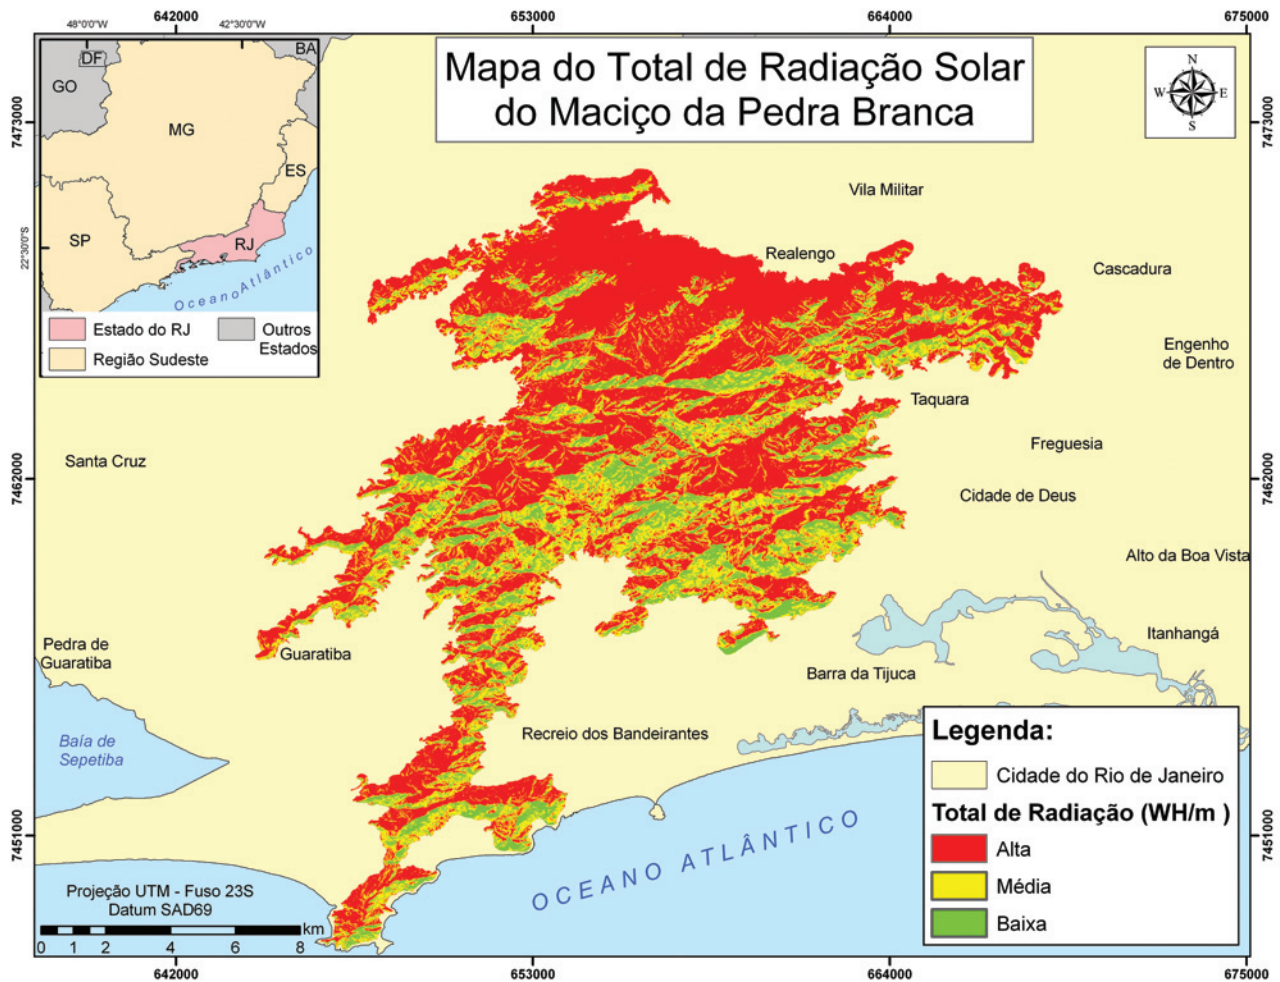 642000
653000
664000
675000
48°0'0"W
42°30'0"W
Mapa do Total de Radiação Solar
do Maciço da Pedra Branca
N
W
E
S
7473000
7473000
BA
DF
GO
MG
ES
SP
RJ
22°30'0"S
Oceano Atlântico
Estado do RJ
Outros
Estados
Região Sudeste
Vila Militar
Realengo
Cascadura
Engenho
de Dentro
Taquara
Freguesia
Santa Cruz
7462000
7462000
Cidade de Deus
Alto da Boa Vista
Itanhangá
Pedra de
Guaratiba
Guaratiba
Barra da Tijuca
Recreio dos Bandeirantes
Baía de
Sepetiba
Legenda:
Cidade do Rio de Janeiro
Total de Radiação (WH/m )
Alta
Média
Baixa
7451000
7451000
OCEANO ATLÂNTICO
Projeção UTM - Fuso 23S
Datum SAD69
km
0 1 2 4 6 8
642000
653000
664000
675000